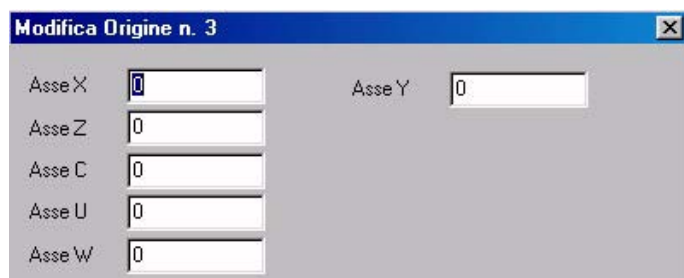 Modifica Origine n. 3
Asse X 0 Asse Y 0
Asse Z 0
Asse C 0
Asse U 0
Asse W 0